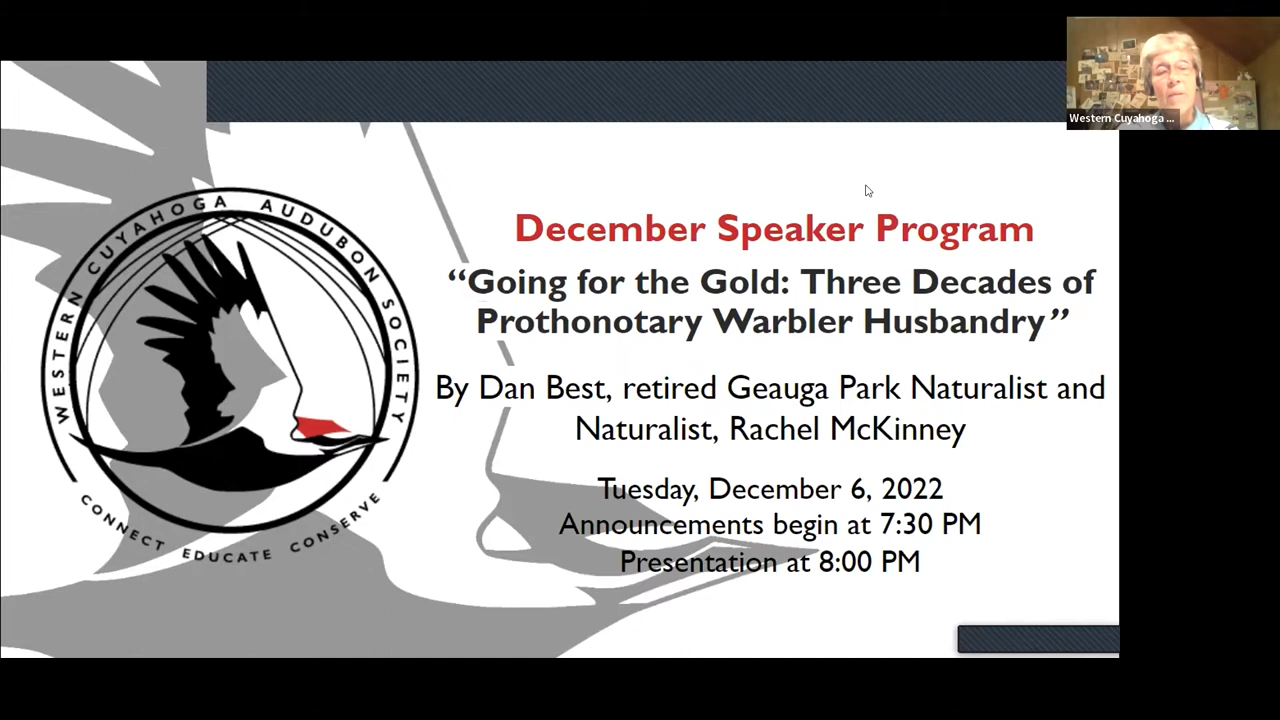 Western Cuyahoga ...
WESTERN CUYAHOGA AUDUBON SOCIETY
CONNECT EDUCATE CONSERVE
December Speaker Program
“Going for the Gold: Three Decades of
Prothonotary Warbler Husbandry”
By Dan Best, retired Geauga Park Naturalist and
Naturalist, Rachel McKinney
Tuesday, December 6, 2022
Announcements begin at 7:30 PM
Presentation at 8:00 PM